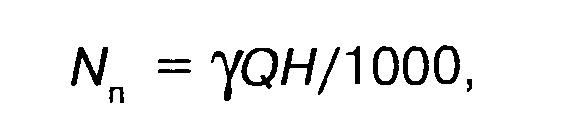 Nп = γQH/1000,